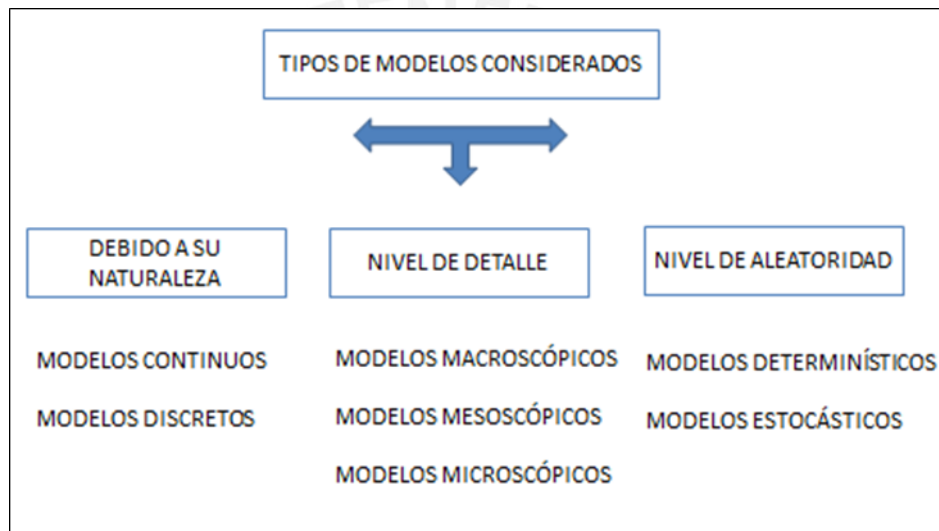 TIPOS DE MODELOS CONSIDERADOS
DEBIDO A SU
NATURALEZA
NIVEL DE DETALLE
NIVEL DE ALEATORIDAD
MODELOS CONTINUOS
MODELOS DISCRETOS
MODELOS MACROSCÓPICOS
MODELOS MESOSCÓPICOS
MODELOS MICROSCÓPICOS
MODELOS DETERMINÍSTICOS
MODELOS ESTOCÁSTICOS